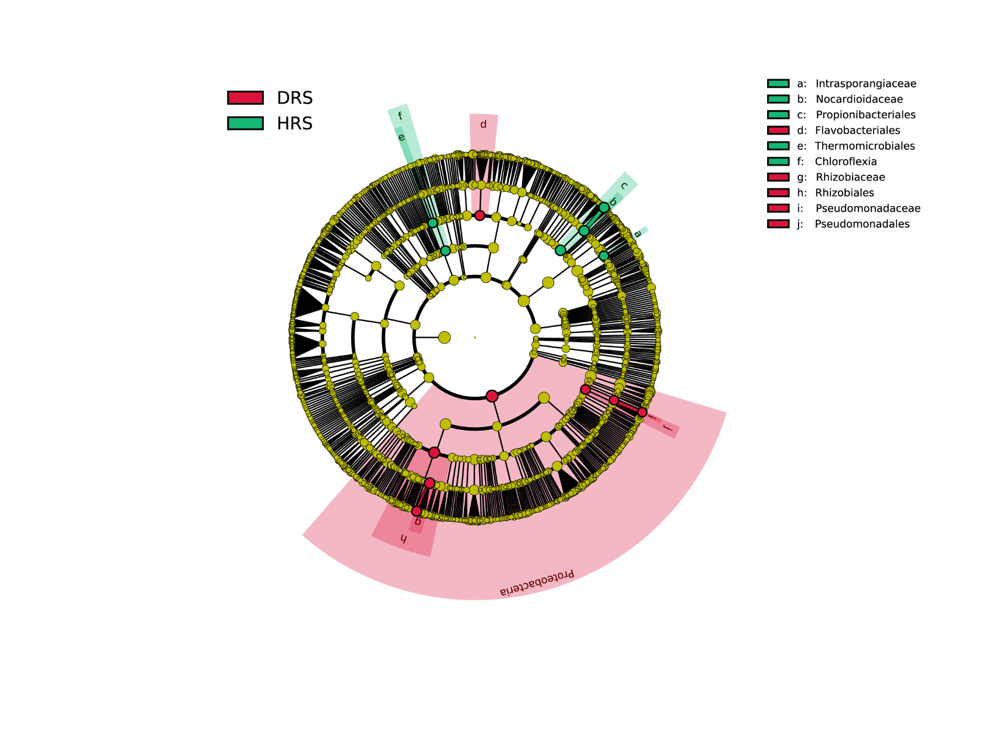 DRS
HRS
a: Intrasporangiaceae
b: Nocardioidaceae
c: Propionibacteriales
d: Flavobacteriales
e: Thermomicrobiales
f: Chloroflexia
g: Rhizobiaceae
h: Rhizobiales
i: Pseudomonadaceae
j: Pseudomonadales
f
e
d
c
b
a
i
j
g
h
Proteobacteria